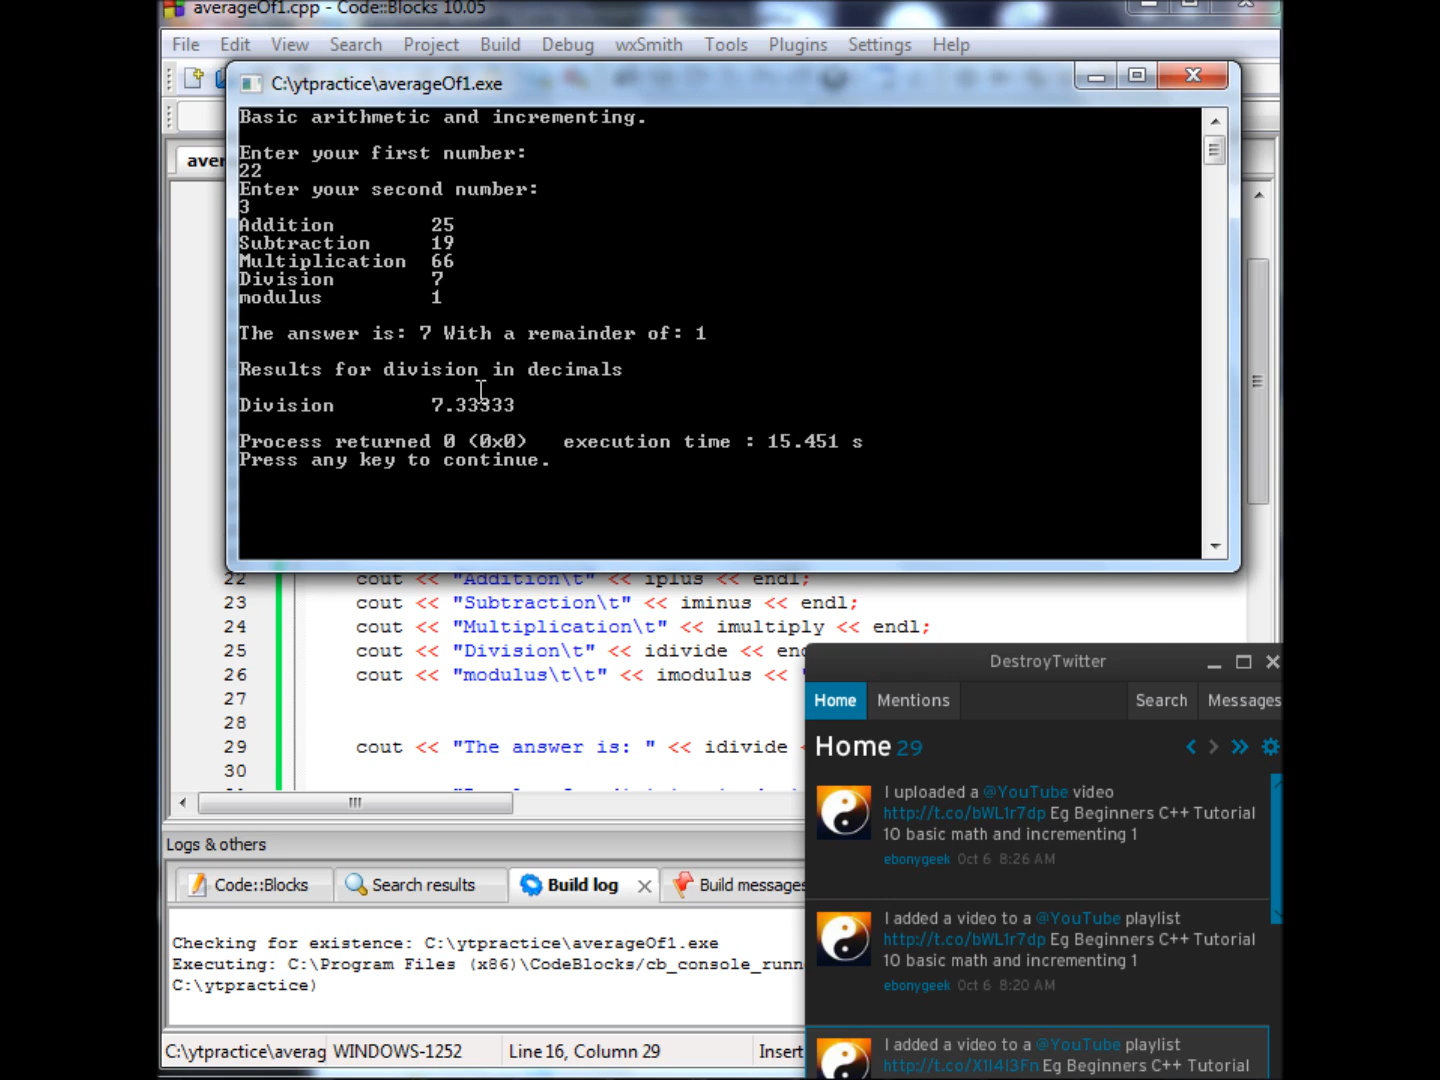 averageOf1.cpp - Code::Blocks 10.05
File Edit View Search Project Build Debug wxSmith Tools Plugins Settings Help
C:\ytpractice\averageOf1.exe
Basic arithmetic and incrementing.
Enter your first number:
22
Enter your second number:
3
Addition 25
Subtraction 19
Multiplication 66
Division 7
modulus 1
The answer is: 7 With a remainder of: 1
Results for division in decimals
Division 7.33333
Process returned 0 (0x0) execution time : 15.451 s
Press any key to continue.
aver
22 cout << "Addition\t" << iplus << endl;
23 cout << "Subtraction\t" << iminus << endl;
24 cout << "Multiplication\t" << imultiply << endl;
25 cout << "Division\t" << idivide << en
26 cout << "modulus\t\t" << imodulus <<
27
28
29 cout << "The answer is: " << idivide
30
Logs & others
Code::Blocks Search results Build log Build messages
Checking for existence: C:\ytpractice\averageOf1.exe
Executing: C:\Program Files (x86)\CodeBlocks/cb_console_runn
C:\ytpractice)
C:\ytpractice\averag WINDOWS-1252 Line 16, Column 29 Insert
DestroyTwitter
Home Mentions Search Messages
Home 29
I uploaded a @YouTube video
http://t.co/bWL1r7dp Eg Beginners C++ Tutorial
10 basic math and incrementing 1
ebonygeek Oct 6 8:26 AM
I added a video to a @YouTube playlist
http://t.co/bWL1r7dp Eg Beginners C++ Tutorial
10 basic math and incrementing 1
ebonygeek Oct 6 8:20 AM
I added a video to a @YouTube playlist
http://t.co/X1I4I3Fn Eg Beginners C++ Tutorial